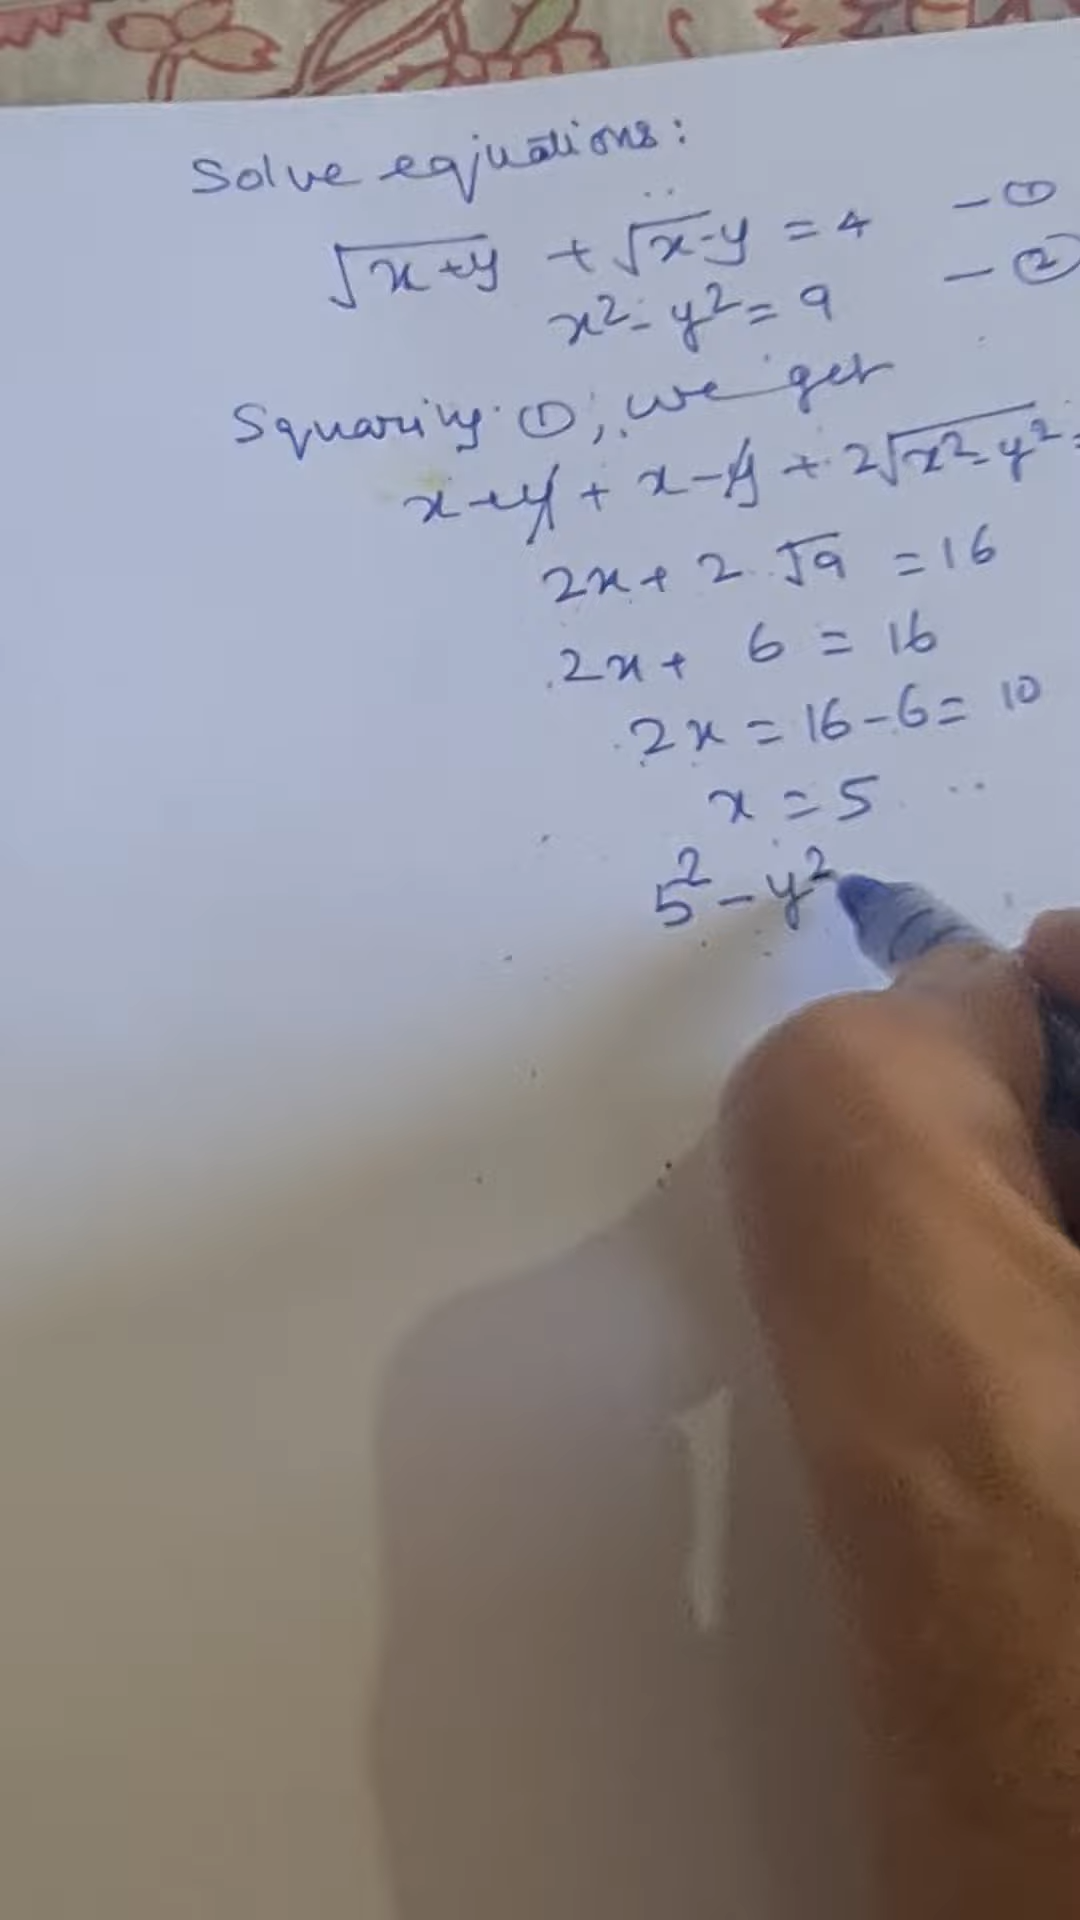 Solve equations:
√x+y + √x-y = 4 - ①
x² - y² = 9 - ②
Squaring ①, we get
x+y + x-y + 2√x²-y² =
2x + 2 √9 = 16
2x + 6 = 16
2x = 16-6 = 10
x = 5
5² - y²